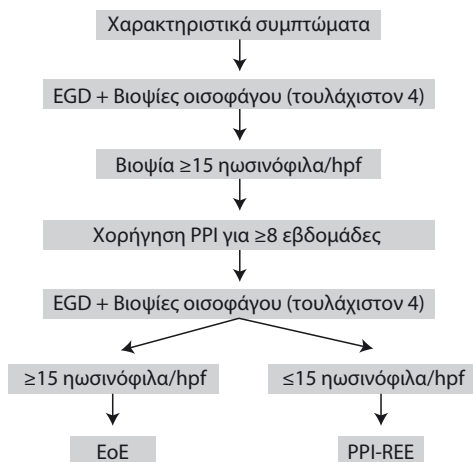 Χαρακτηριστικά συμπτώματα
EGD + Βιοψίες οισοφάγου (τουλάχιστον 4)
Βιοψία ≥15 ηωσινόφιλα/hpf
Χορήγηση PPI για ≥8 εβδομάδες
EGD + Βιοψίες οισοφάγου (τουλάχιστον 4)
≥15 ηωσινόφιλα/hpf
≤15 ηωσινόφιλα/hpf
EoE
PPI-REE